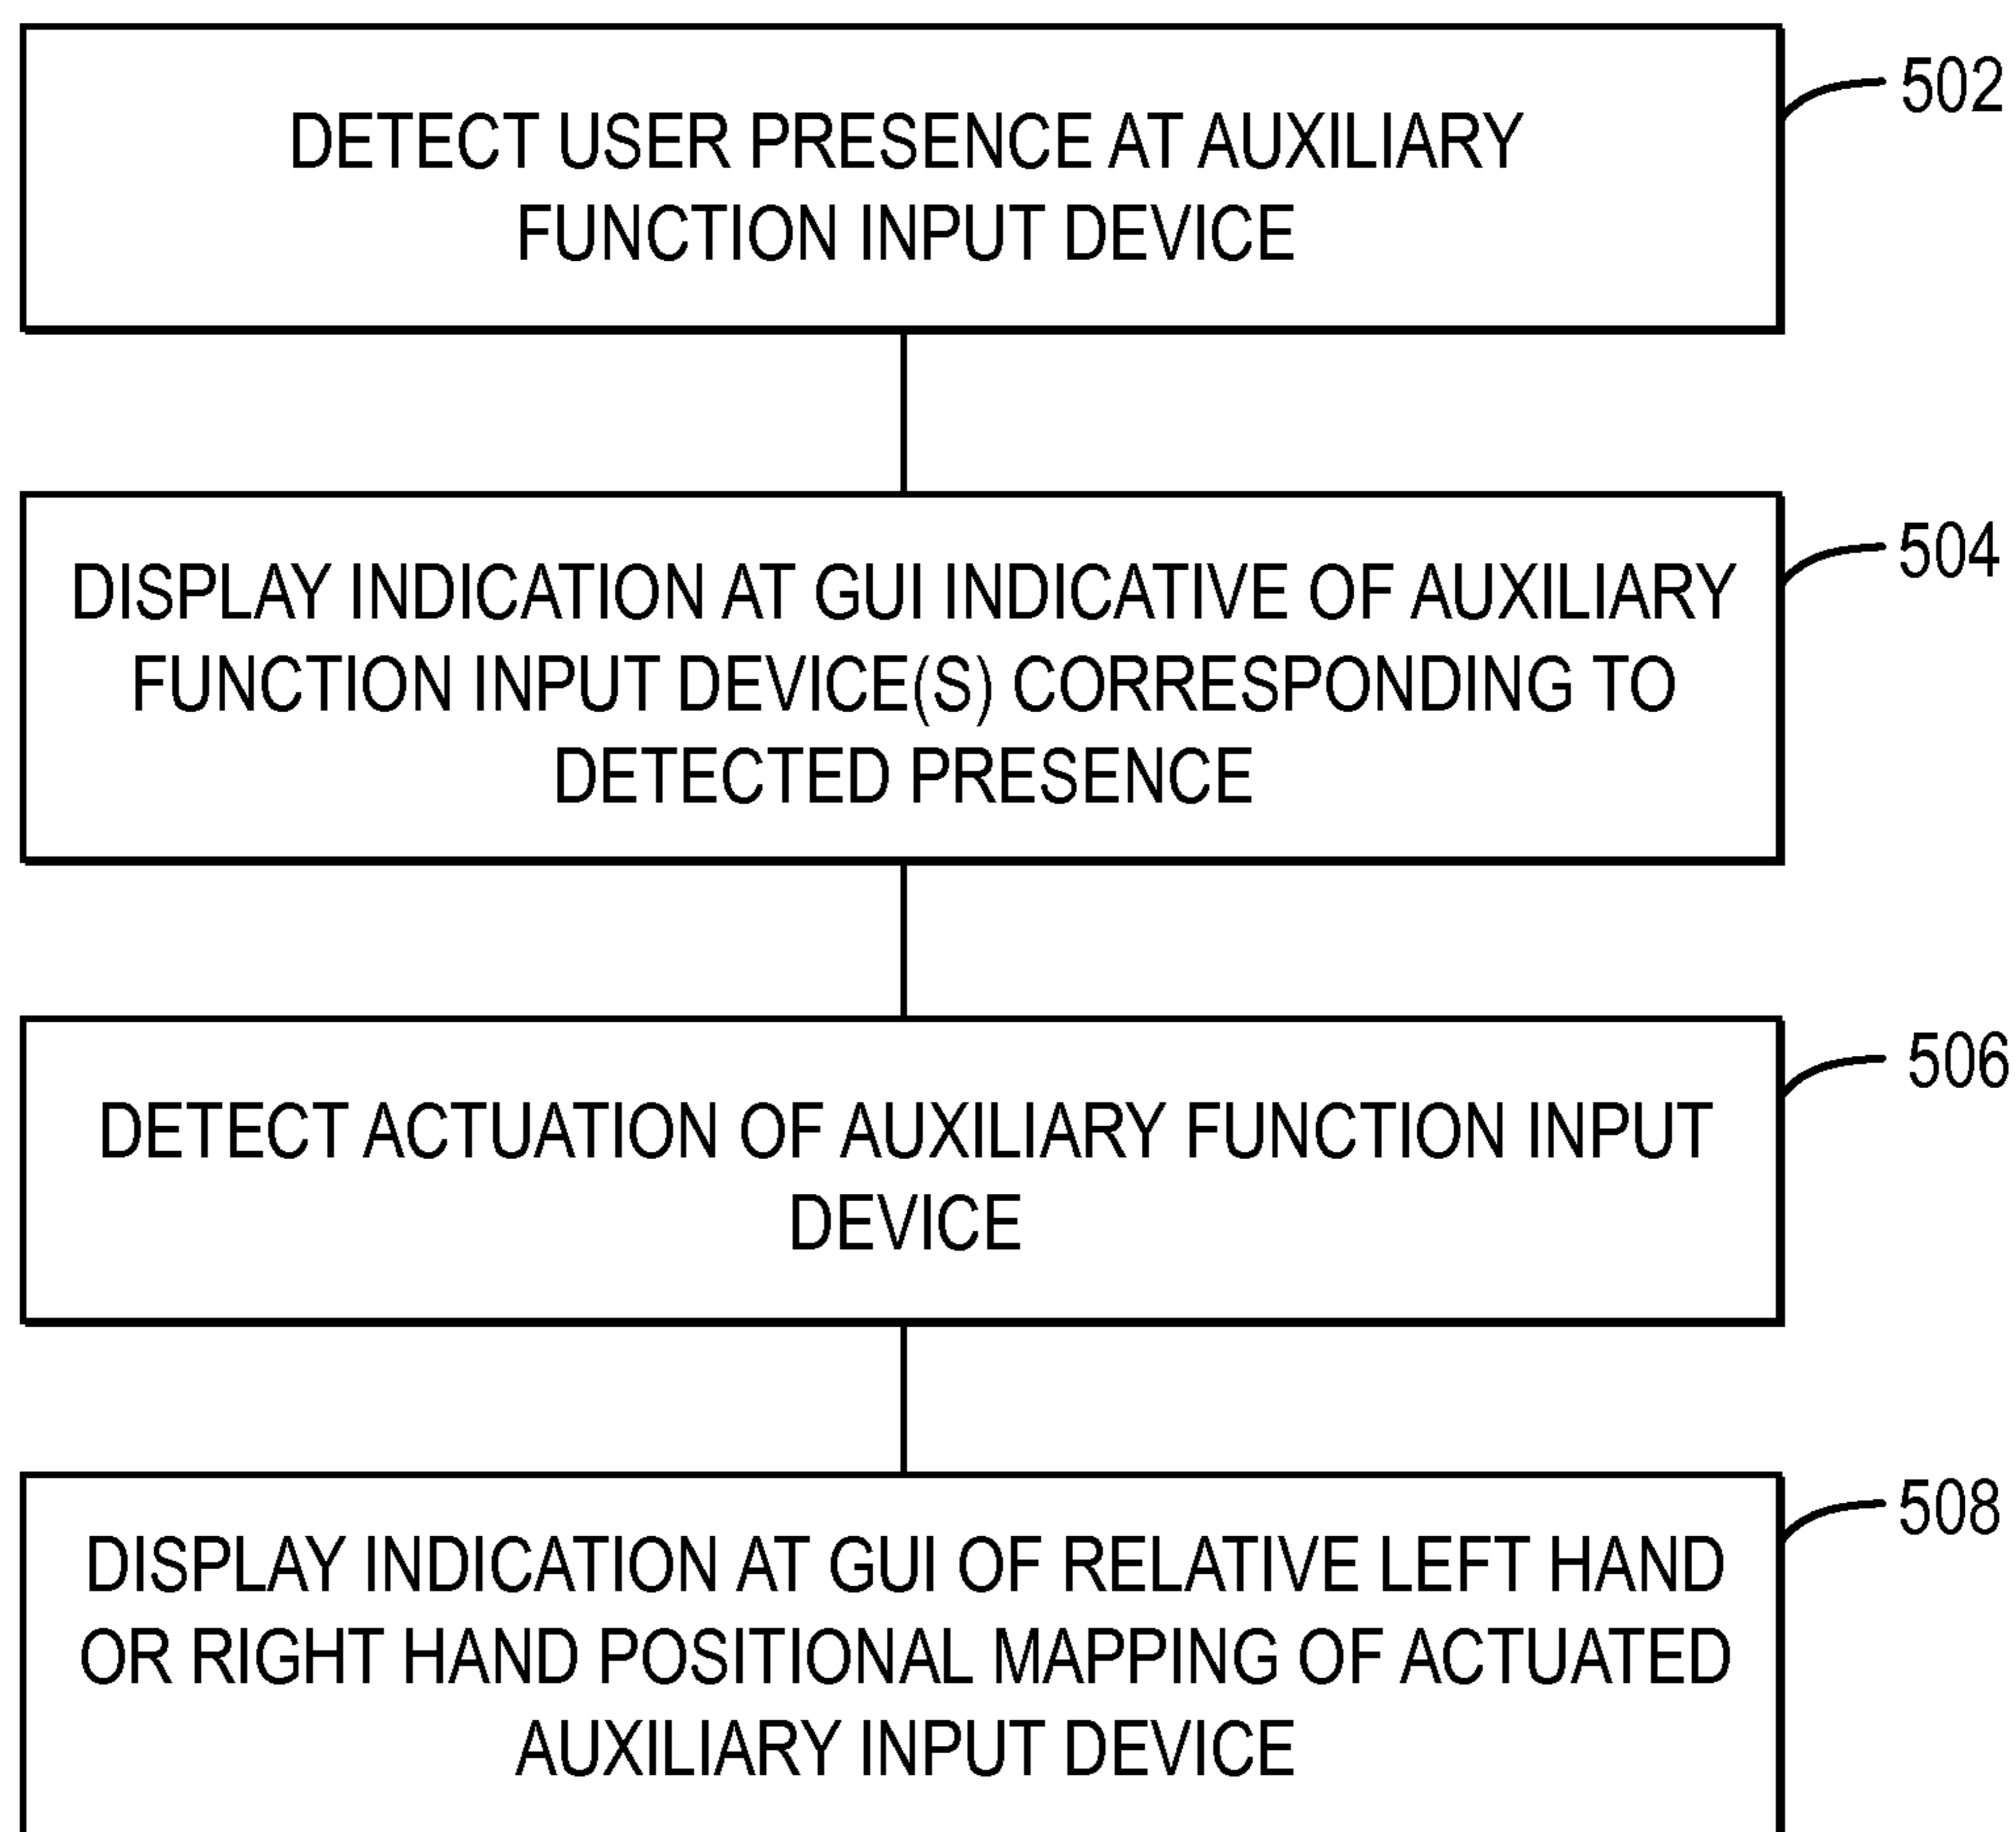 502
DETECT USER PRESENCE AT AUXILIARY
FUNCTION INPUT DEVICE
504
DISPLAY INDICATION AT GUI INDICATIVE OF AUXILIARY
FUNCTION INPUT DEVICE(S) CORRESPONDING TO
DETECTED PRESENCE
506
DETECT ACTUATION OF AUXILIARY FUNCTION INPUT
DEVICE
508
DISPLAY INDICATION AT GUI OF RELATIVE LEFT HAND
OR RIGHT HAND POSITIONAL MAPPING OF ACTUATED
AUXILIARY INPUT DEVICE